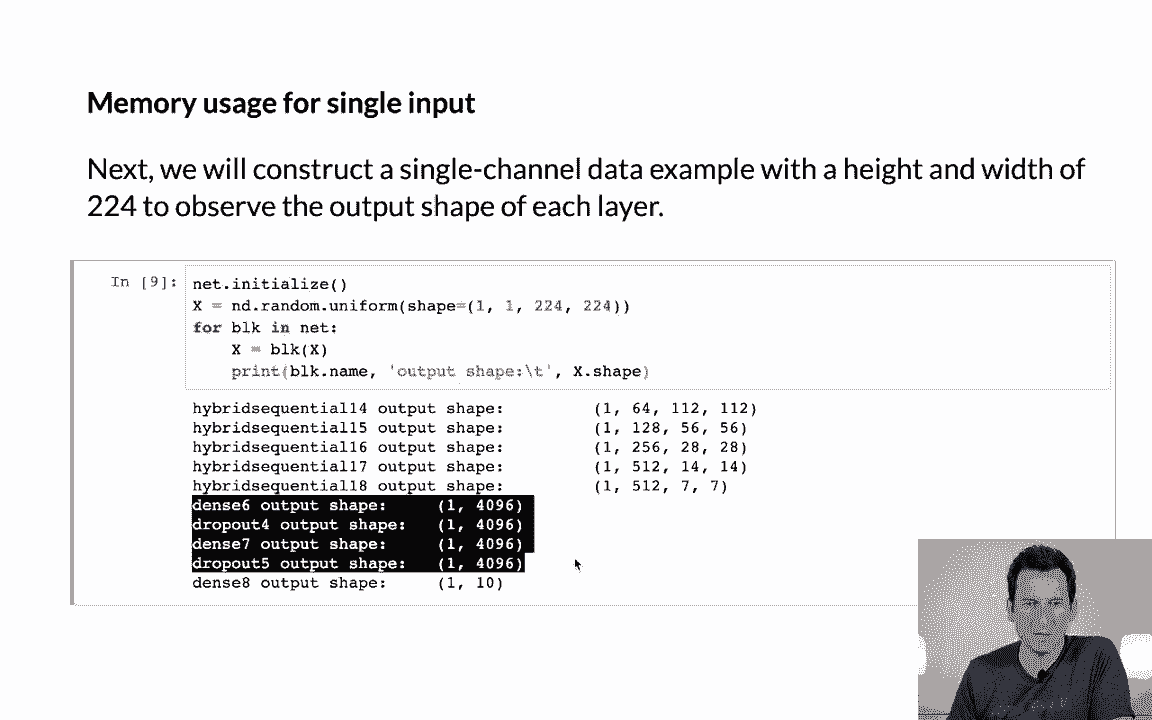 Memory usage for single input
Next, we will construct a single-channel data example with a height and width of
224 to observe the output shape of each layer.
In [9]: net.initialize()
X = nd.random.uniform(shape=(1, 1, 224, 224))
for blk in net:
X = blk(X)
print(blk.name, 'output shape:\t', X.shape)
hybridsequential14 output shape: (1, 64, 112, 112)
hybridsequential15 output shape: (1, 128, 56, 56)
hybridsequential16 output shape: (1, 256, 28, 28)
hybridsequential17 output shape: (1, 512, 14, 14)
hybridsequential18 output shape: (1, 512, 7, 7)
dense6 output shape: (1, 4096)
dropout4 output shape: (1, 4096)
dense7 output shape: (1, 4096)
dropout5 output shape: (1, 4096)
dense8 output shape: (1, 10)